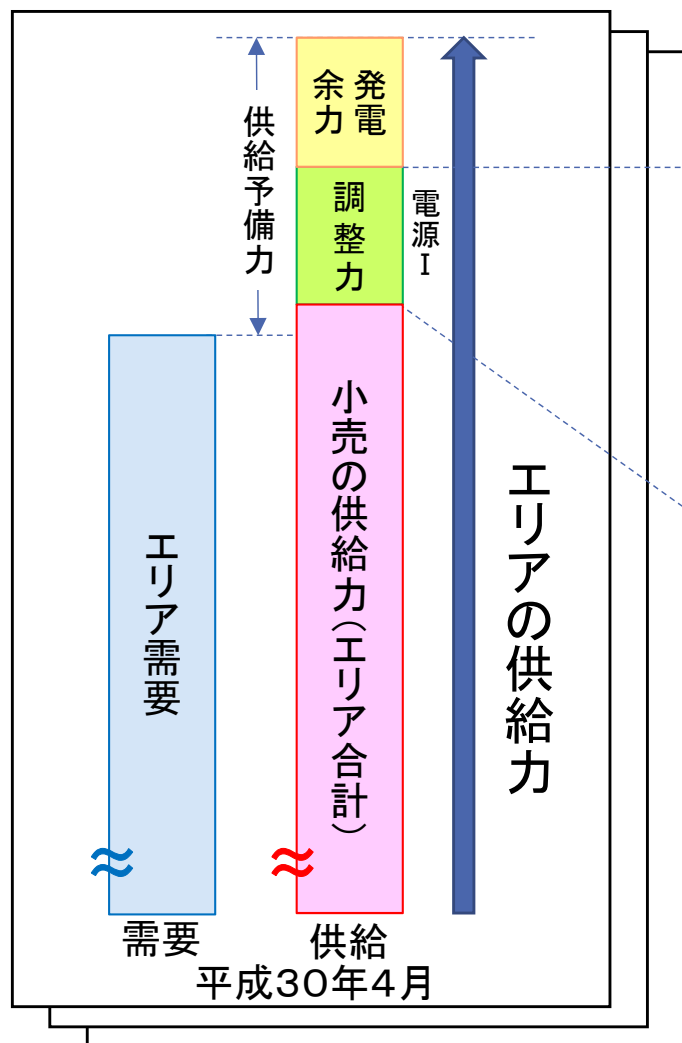 発電
余力
供給予備力
調整力
電源Ⅰ
小売の供給力（エリア合計）
エリアの供給力
エリア需要
需要
供給
平成30年4月